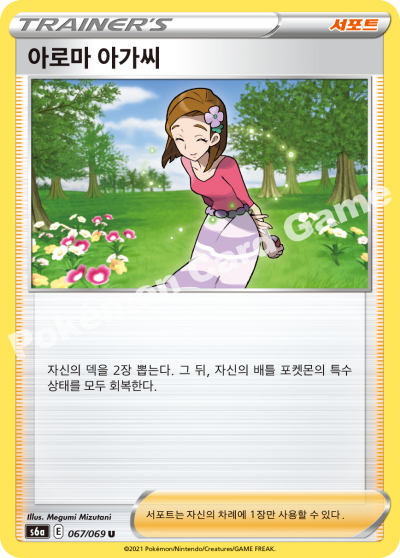 TRAINER'S
서포트
아로마 아가씨
Pokémon Card Game
자신의 덱을 2장 뽑는다. 그 뒤, 자신의 배틀 포켓몬의 특수
상태를 모두 회복한다.
Illus. Megumi Mizutani
s6a E 067/069 U
서포트는 자신의 차례에 1장만 사용할 수 있다.
©2021 Pokémon/Nintendo/Creatures/GAME FREAK.